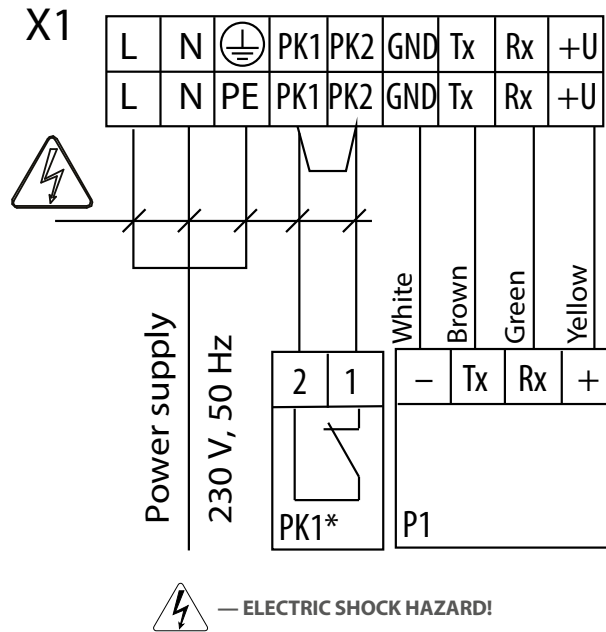 X1
L N PK1 PK2 GND Tx Rx +U
L N PE PK1 PK2 GND Tx Rx +U
Power supply
230 V, 50 Hz
White
Brown
Green
Yellow
2 1
PK1*
– Tx Rx +
P1
— ELECTRIC SHOCK HAZARD!